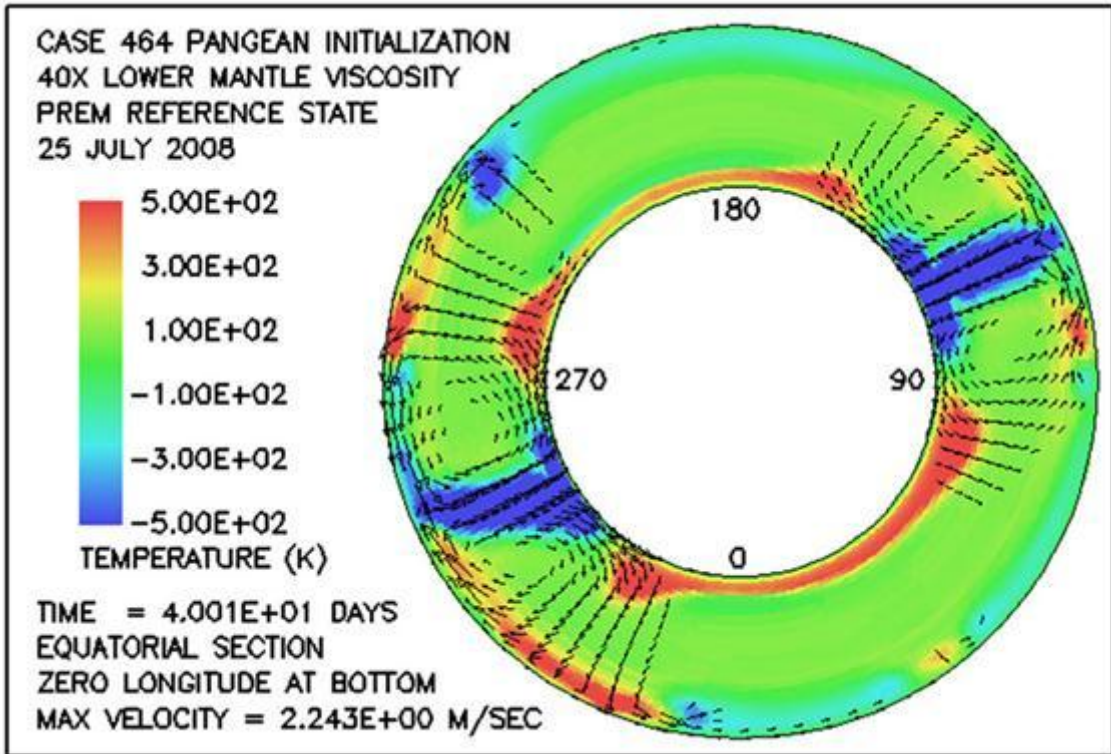 CASE 464 PANGEAN INITIALIZATION
40X LOWER MANTLE VISCOSITY
PREM REFERENCE STATE
25 JULY 2008
5.00E+02
3.00E+02
1.00E+02
-1.00E+02
-3.00E+02
-5.00E+02
TEMPERATURE (K)
TIME = 4.001E+01 DAYS
EQUATORIAL SECTION
ZERO LONGITUDE AT BOTTOM
MAX VELOCITY = 2.243E+00 M/SEC
180
270
90
0